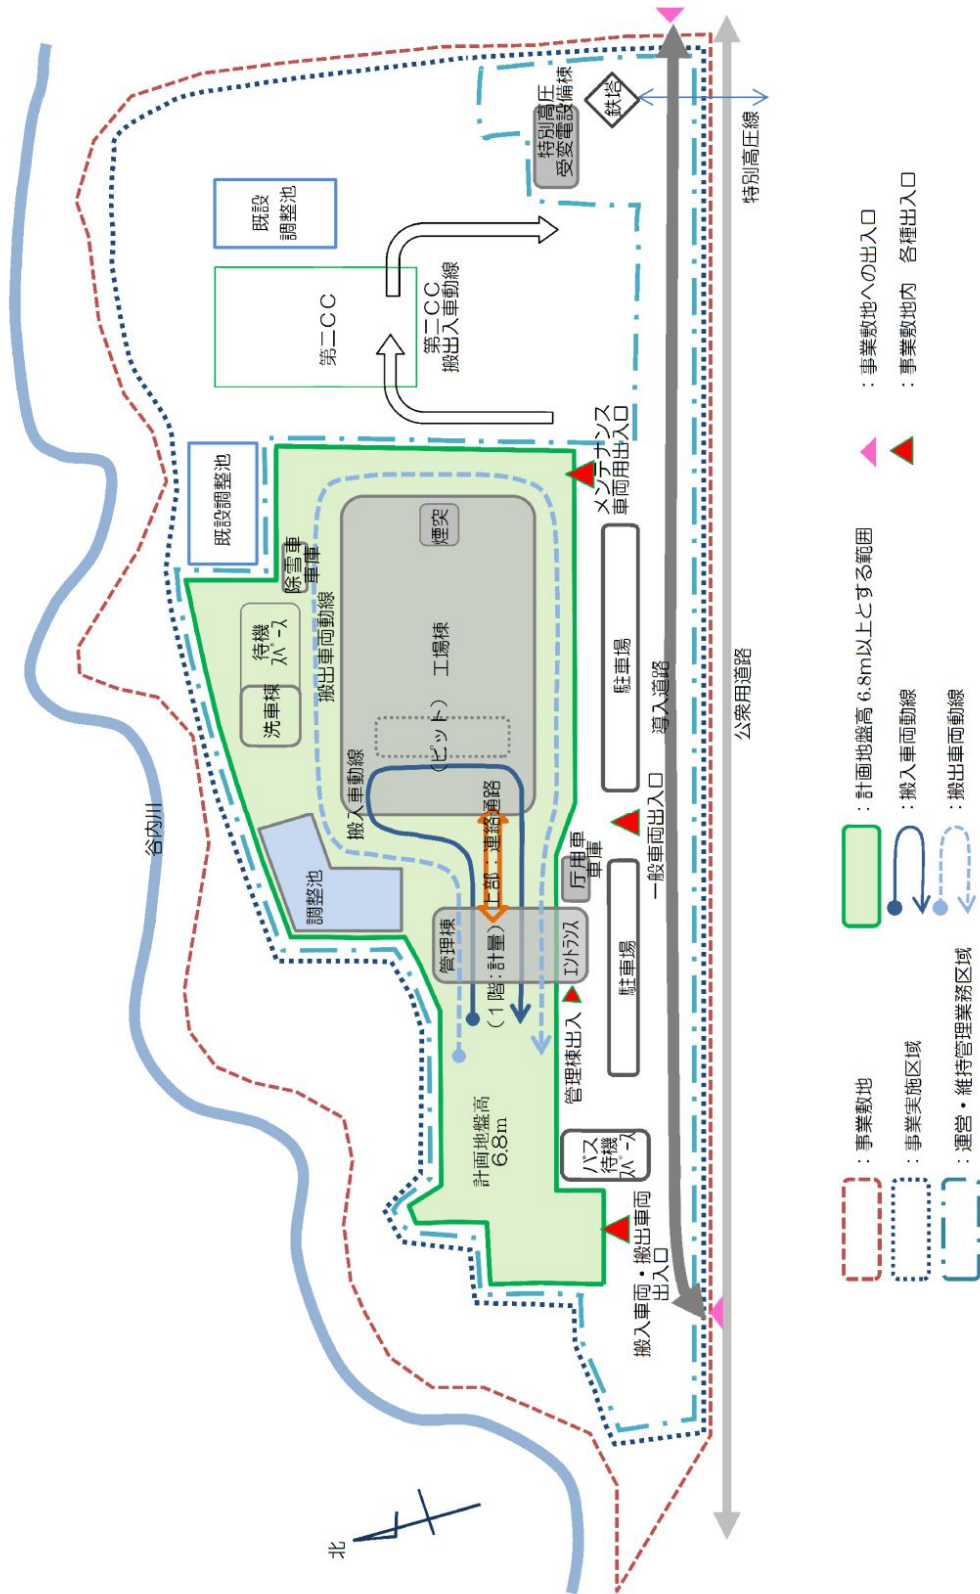 北
谷内川
調整池
洗車棟
待機
スペース
除雪車
車庫
既設調整池
既設
調整池
第二CC
第二CC
搬出入車動線
特別高圧
受変電設備棟
鉄塔
特別高圧線
搬出車両動線
搬入車動線
(ピット)
工場棟
煙突
管理棟
(1階:計量)
エントランス
上部:連絡通路
計画地盤高
6.8m
管理棟出入
庁用車
車庫
バス
待機
スペース
駐車場
駐車場
搬入車両・搬出車両
出入口
一般車両出入口
メンテナンス
車両用出入口
導入道路
公衆用道路
:事業敷地
:事業実施区域
:運営・維持管理業務区域
:計画地盤高 6.8m以上とする範囲
:搬入車両動線
:搬出車両動線
:事業敷地への出入口
:事業敷地内 各種出入口